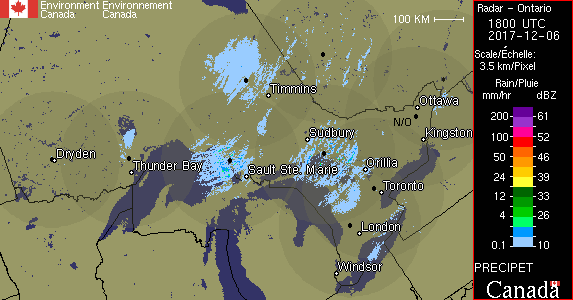 Environment Environnement
Canada Canada
100 KM
Timmins
Ottawa
N/O
Sudbury
Kingston
Dryden
Thunder Bay
Sault Ste. Marie
Orillia
Toronto
London
Windsor
Radar - Ontario
1800 UTC
2017-12-06
Scale/Échelle:
3.5 km/Pixel
Rain/Pluie
mm/hr dBZ
200 61
100 52
50 46
24 39
12 33
4 26
0.1 10
PRECIPET
Canada